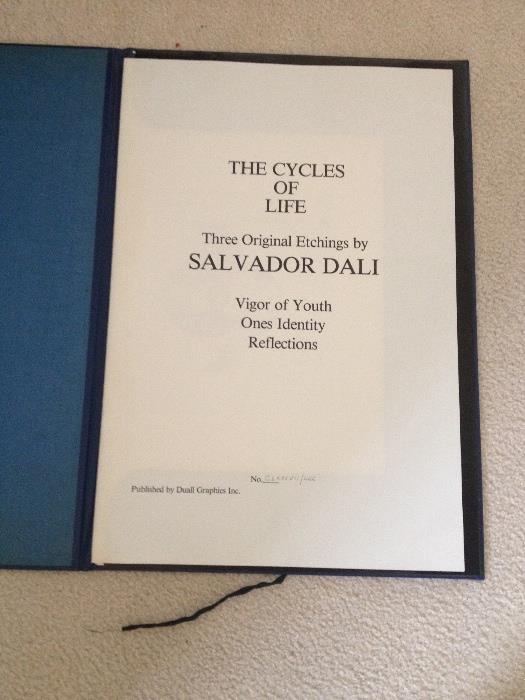 THE CYCLES
OF
LIFE
Three Original Etchings by
SALVADOR DALI
Vigor of Youth
Ones Identity
Reflections
No.
Published by Duall Graphics Inc.